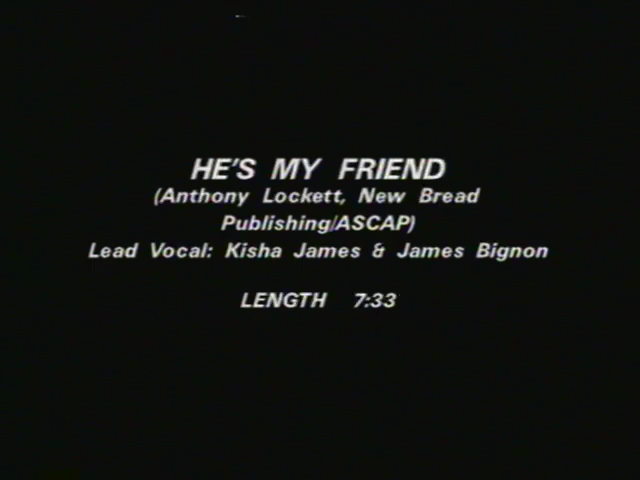 HE'S MY FRIEND
(Anthony Lockett, New Bread
Publishing/ASCAP)
Lead Vocal: Kisha James & James Bignon
LENGTH 7:33